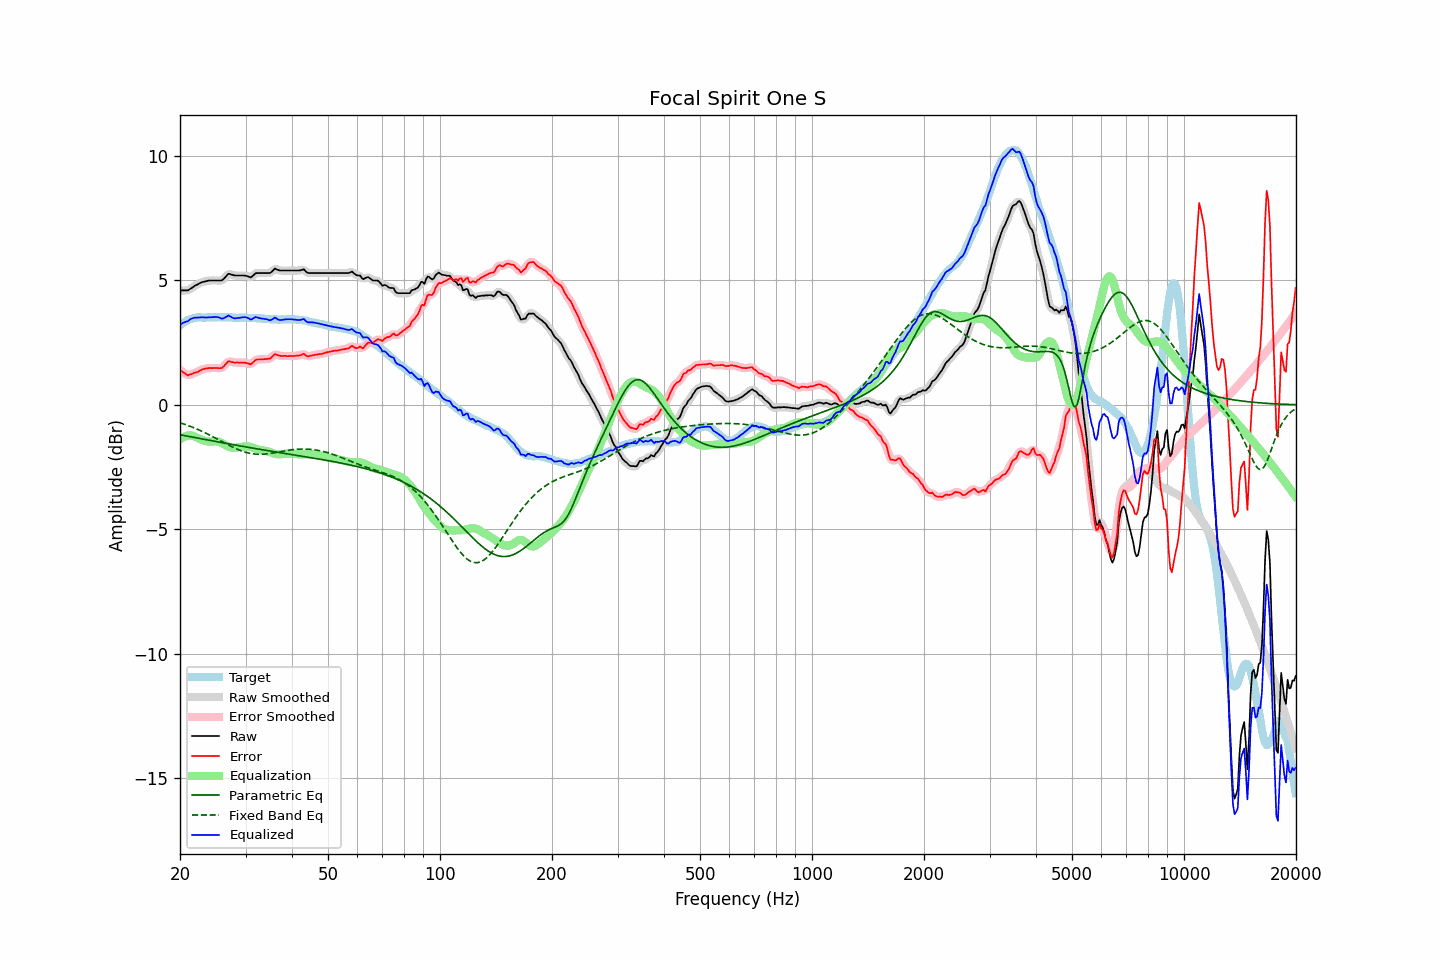 Focal Spirit One S
Amplitude (dBr)
10
5
0
−5
−10
−15
Target
Raw Smoothed
Error Smoothed
Raw
Error
Equalization
Parametric Eq
Fixed Band Eq
Equalized
20 50 100 200 500 1000 2000 5000 10000 20000
Frequency (Hz)